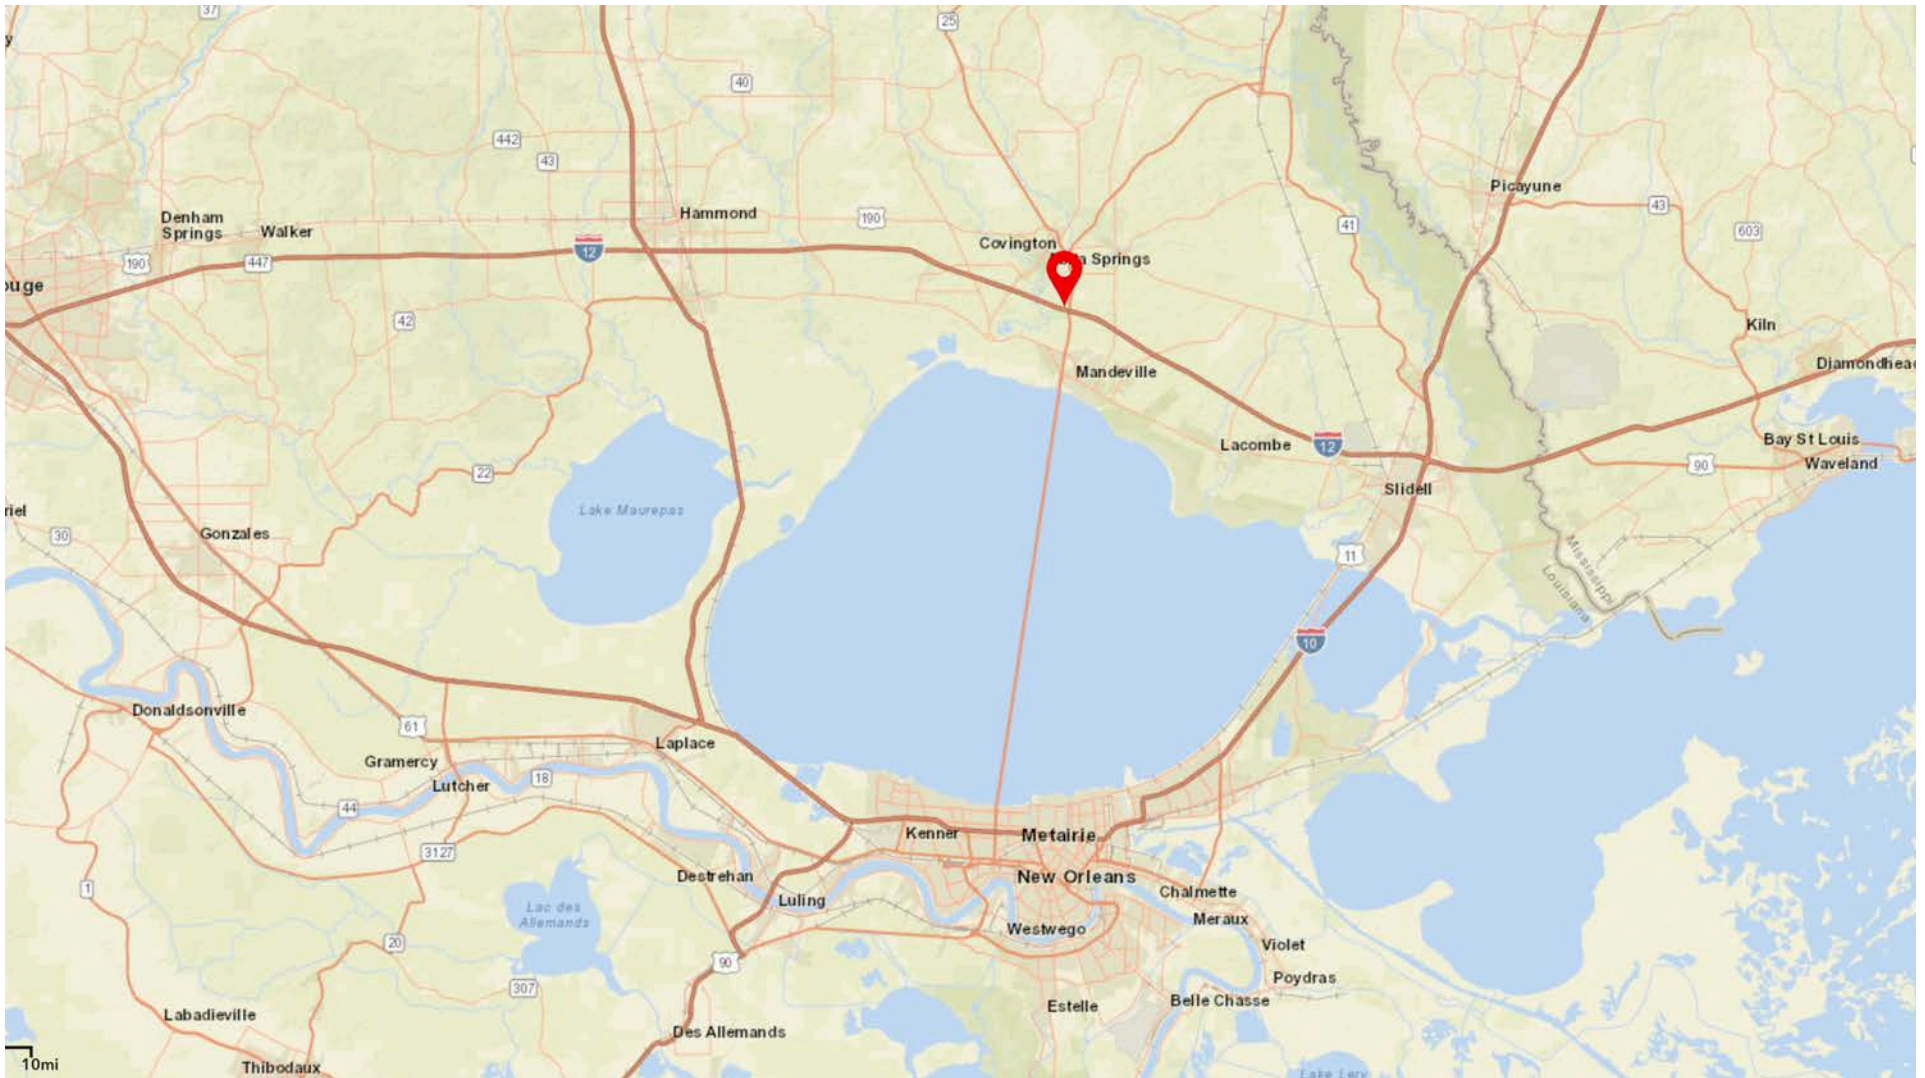 37
25
40
442
43
Denham
Springs
Walker
Hammond
190
Picayune
43
603
41
Covington
Springs
190
447
12
42
Kiln
Diamondhea
Mandeville
Lacombe
12
Bay St Louis
Waveland
90
Slidell
22
Lake Maurepas
30
Gonzales
11
Mississippi
Louisiana
10
Donaldsonville
61
Laplace
Gramercy
Lutcher
18
44
Kenner
Metairie
3127
Destrehan
New Orleans
Chalmette
Meraux
1
Luling
Lac des
Allemands
Westwego
Violet
20
90
Poydras
307
Belle Chasse
Estelle
Labadieville
Des Allemands
10mi
Thibodaux